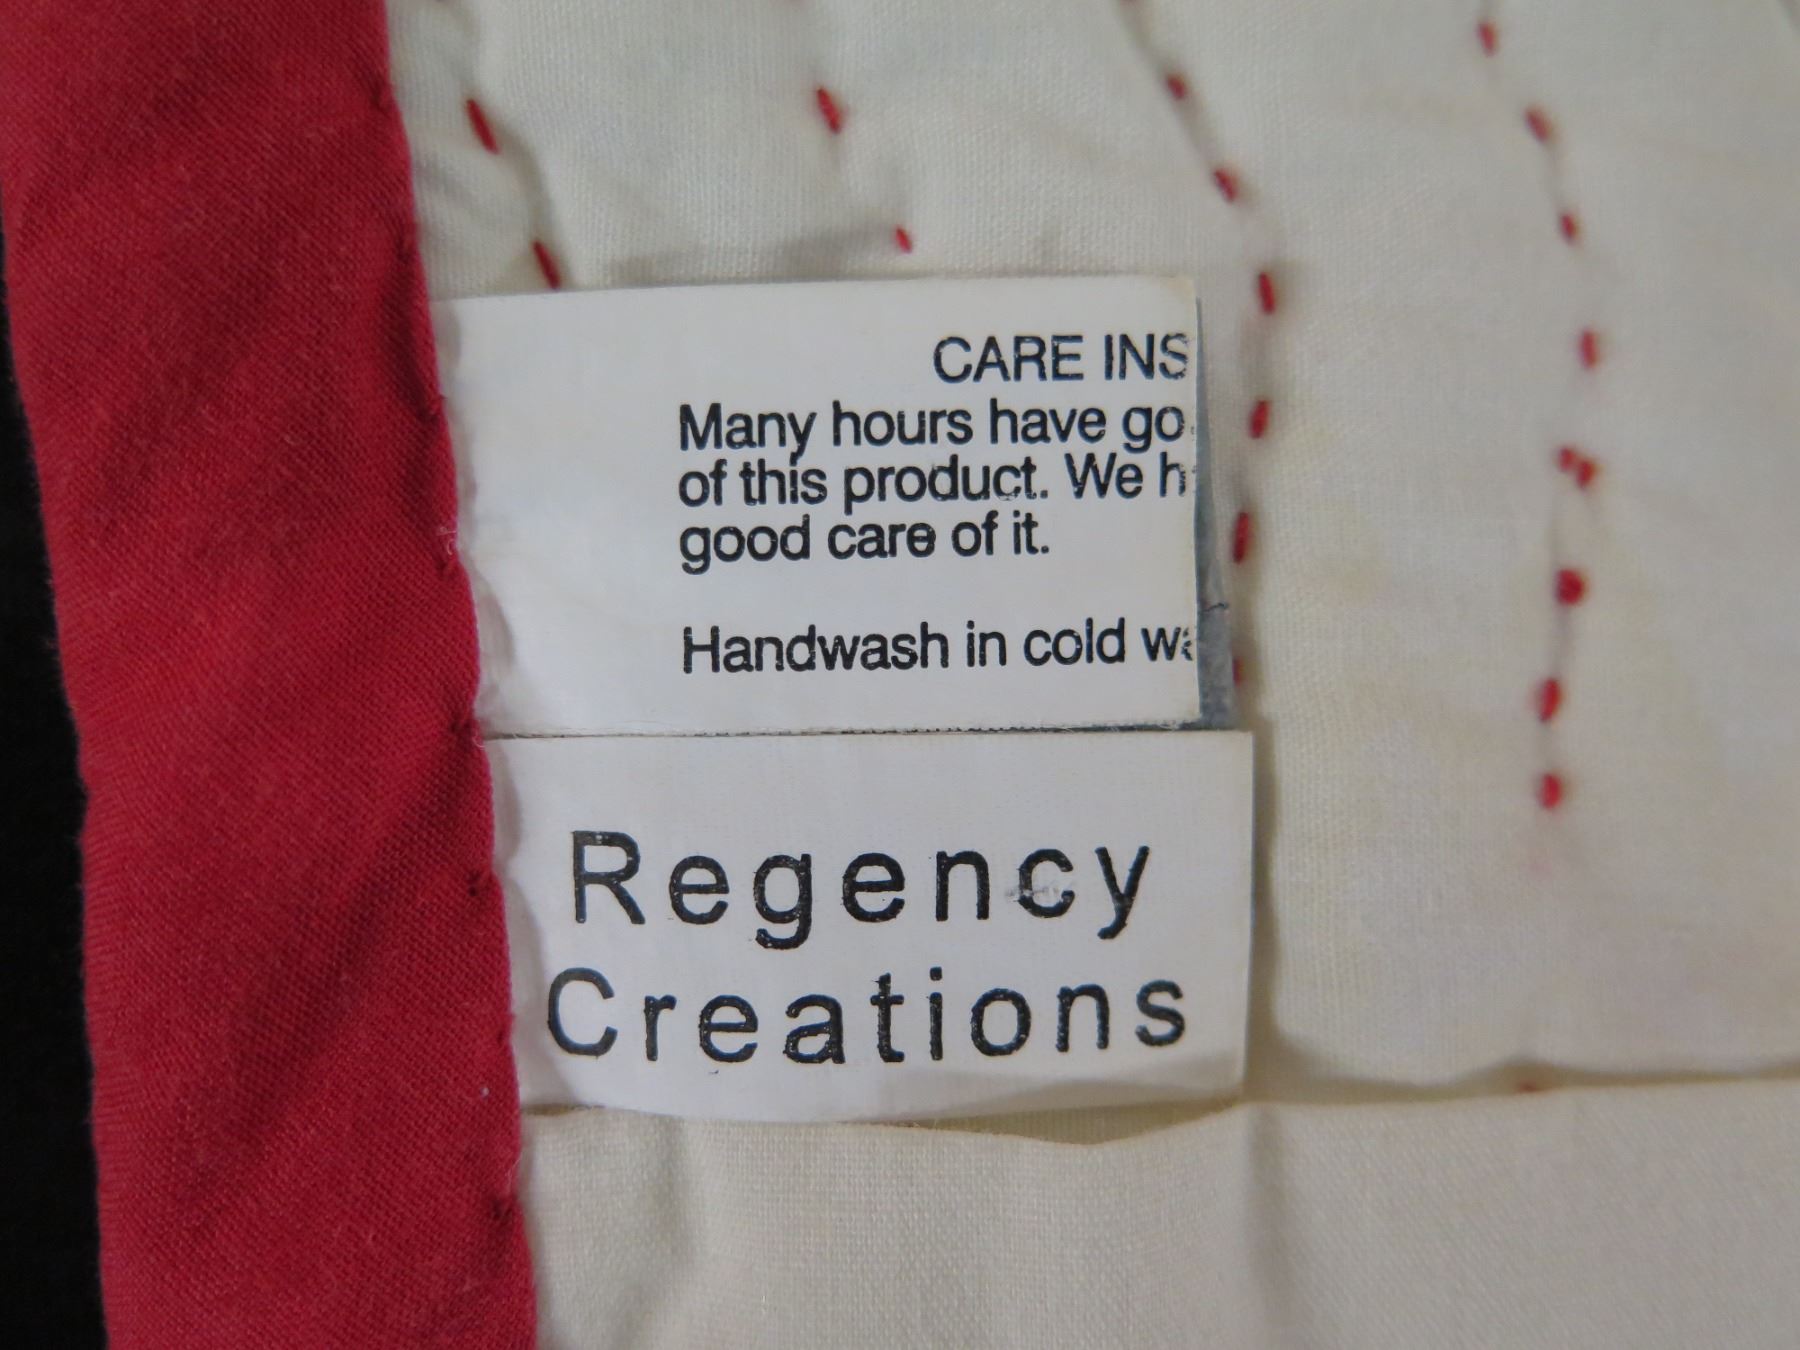 CARE INS
Many hours have go
of this product. We h
good care of it.
Handwash in cold wa
Regency
Creations